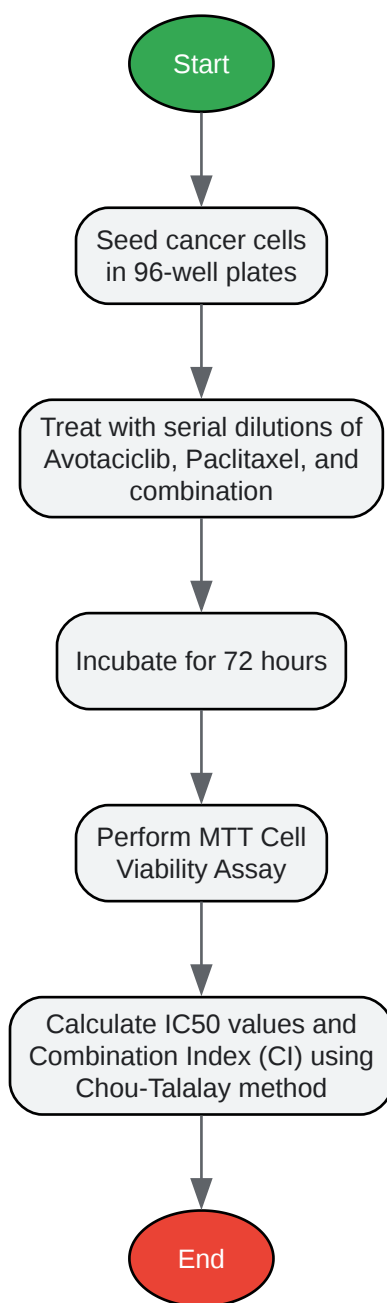 Start
Seed cancer cells
in 96-well plates
Treat with serial dilutions of
Avotaciclib, Paclitaxel, and
combination
Incubate for 72 hours
Perform MTT Cell
Viability Assay
Calculate IC50 values and
Combination Index (CI) using
Chou-Talalay method
End